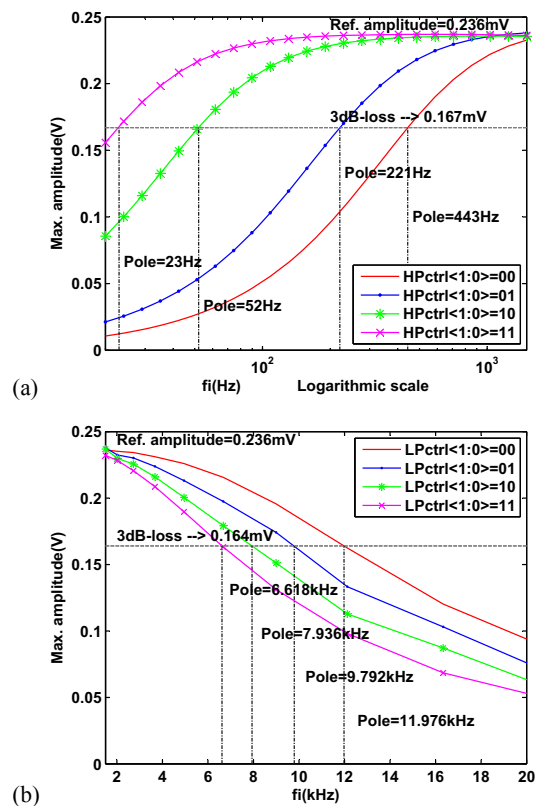 Ref. amplitude=0.236mV
0.25
0.2
0.15
0.1
0.05
0
Max. amplitude(V)
3dB-loss --> 0.167mV
Pole=221Hz
Pole=443Hz
Pole=23Hz
Pole=52Hz
HPctrl<1:0>=00
HPctrl<1:0>=01
HPctrl<1:0>=10
HPctrl<1:0>=11
10^2
10^3
fi(Hz)
Logarithmic scale
(a)
Ref. amplitude=0.236mV
0.25
0.2
0.15
0.1
0.05
0
Max. amplitude(V)
LPctrl<1:0>=00
LPctrl<1:0>=01
LPctrl<1:0>=10
LPctrl<1:0>=11
3dB-loss --> 0.164mV
Pole=6.618kHz
Pole=7.936kHz
Pole=9.792kHz
Pole=11.976kHz
2 4 6 8 10 12 14 16 18 20
fi(kHz)
(b)